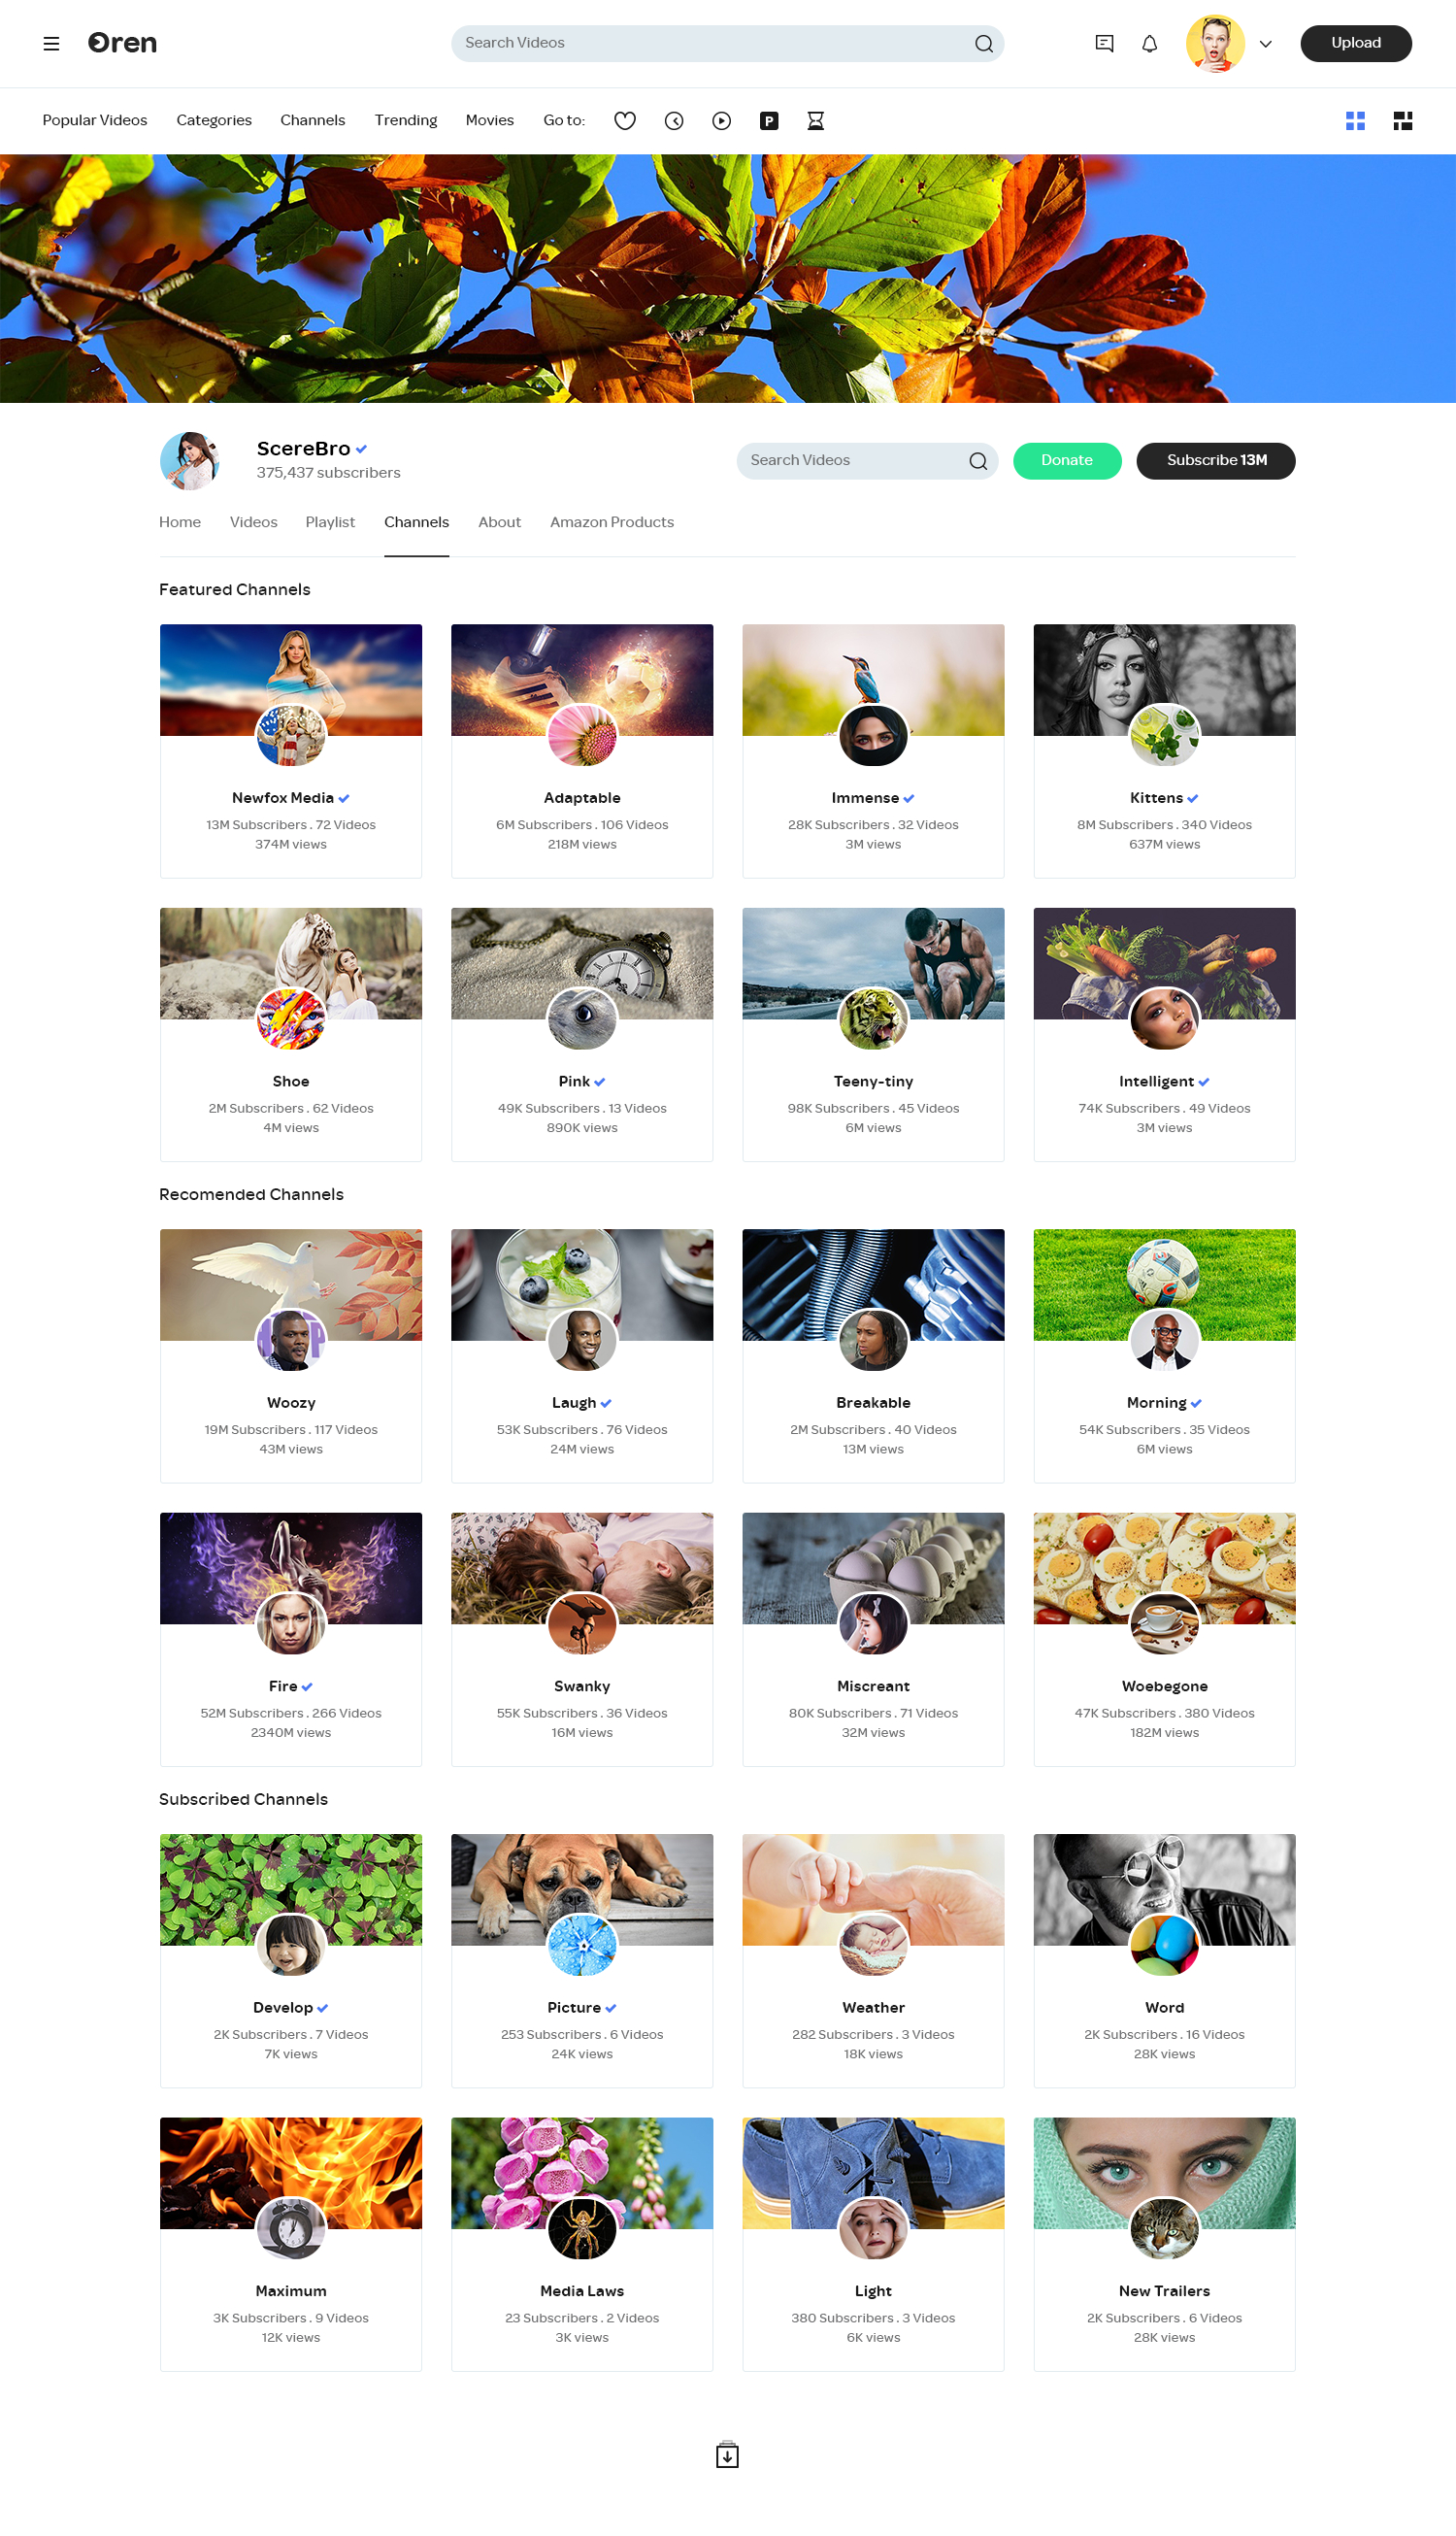 Oren
Search Videos
Upload
Popular Videos Categories Channels Trending Movies Go to: P
ScereBro
375,437 subscribers
Search Videos
Donate
Subscribe 13M
Home Videos Playlist Channels About Amazon Products
Featured Channels
Newfox Media
13M Subscribers . 72 Videos
374M views
Adaptable
6M Subscribers . 106 Videos
218M views
Immense
28K Subscribers . 32 Videos
3M views
Kittens
8M Subscribers . 340 Videos
637M views
Shoe
2M Subscribers . 62 Videos
4M views
Pink
49K Subscribers . 13 Videos
890K views
Teeny-tiny
98K Subscribers . 45 Videos
6M views
Intelligent
74K Subscribers . 49 Videos
3M views
Recomended Channels
Woozy
19M Subscribers . 117 Videos
43M views
Laugh
53K Subscribers . 76 Videos
24M views
Breakable
2M Subscribers . 40 Videos
13M views
Morning
54K Subscribers . 35 Videos
6M views
Fire
52M Subscribers . 266 Videos
2340M views
Swanky
55K Subscribers . 36 Videos
16M views
Miscreant
80K Subscribers . 71 Videos
32M views
Woebegone
47K Subscribers . 380 Videos
182M views
Subscribed Channels
Develop
2K Subscribers . 7 Videos
7K views
Picture
253 Subscribers . 6 Videos
24K views
Weather
282 Subscribers . 3 Videos
18K views
Word
2K Subscribers . 16 Videos
28K views
Maximum
3K Subscribers . 9 Videos
12K views
Media Laws
23 Subscribers . 2 Videos
3K views
Light
380 Subscribers . 3 Videos
6K views
New Trailers
2K Subscribers . 6 Videos
28K views